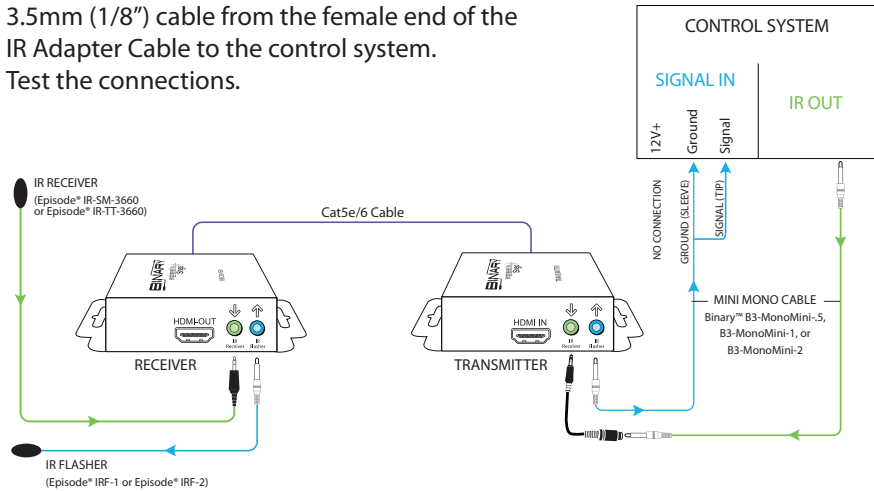 3.5mm (1/8”) cable from the female end of the
IR Adapter Cable to the control system.
Test the connections.
CONTROL SYSTEM
SIGNAL IN
IR OUT
12V+
Ground
Signal
NO CONNECTION
GROUND (SLEEVE)
SIGNAL (TIP)
IR RECEIVER
(Episode® IR-SM-3660
or Episode® IR-TT-3660)
Cat5e/6 Cable
BINARY
RECEIVER
HDMI-OUT
IR
Receiver
IR
Flasher
RECEIVER
BINARY
TRANSMITTER
HDMI IN
IR
Receiver
IR
Flasher
TRANSMITTER
MINI MONO CABLE
Binary™ B3-MonoMini-.5,
B3-MonoMini-1, or
B3-MonoMini-2
IR FLASHER
(Episode® IRF-1 or Episode® IRF-2)